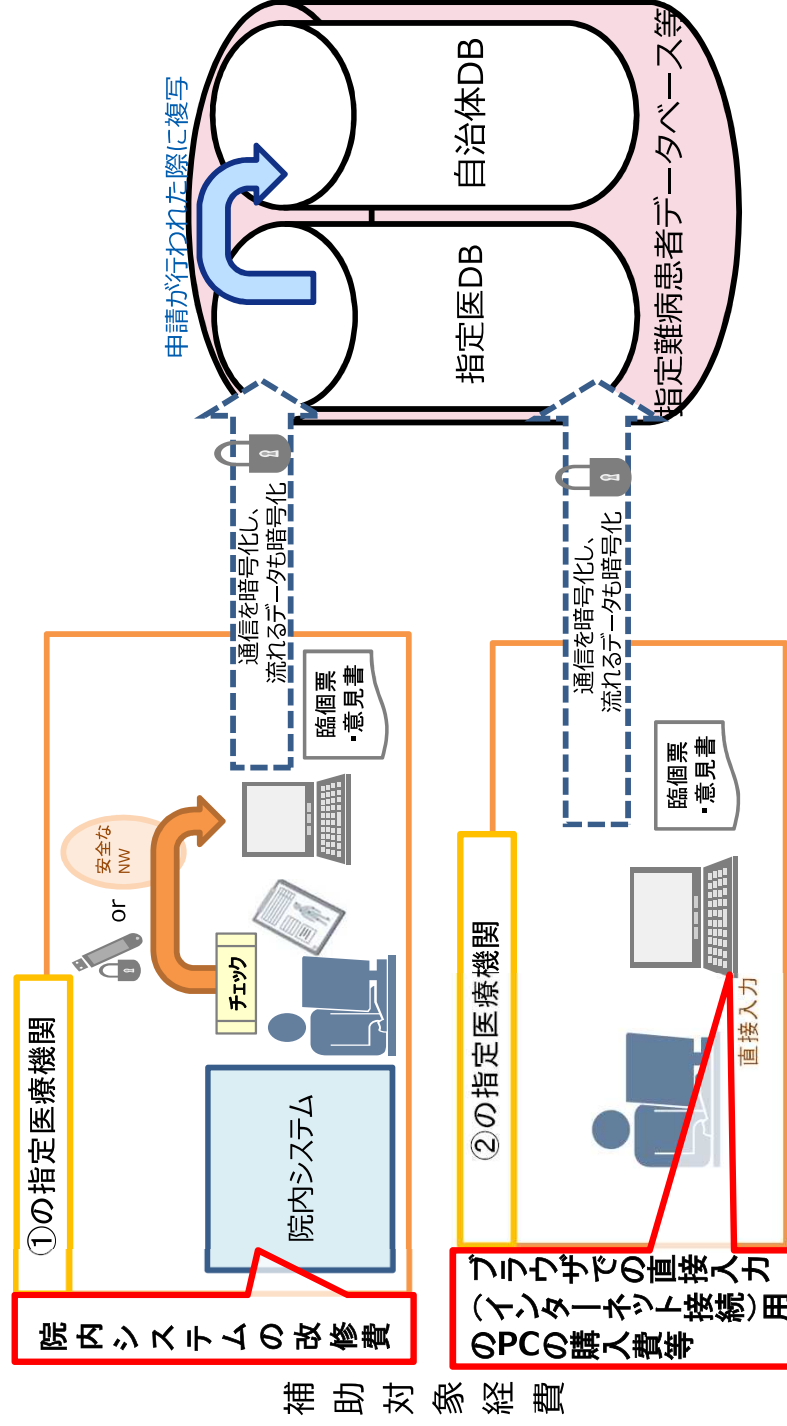 補助対象経費
院内システムの改修費
①の指定医療機関
院内システム
チェック
or
安全な
NW
臨個票
・意見書
通信を暗号化し、
流れるデータも暗号化
ブラウザでの直接入力
（インターネット接続）用
のPCの購入費等
②の指定医療機関
直接入力
臨個票
・意見書
通信を暗号化し、
流れるデータも暗号化
申請が行われた際に複写
指定医DB
自治体DB
指定難病患者データベース等